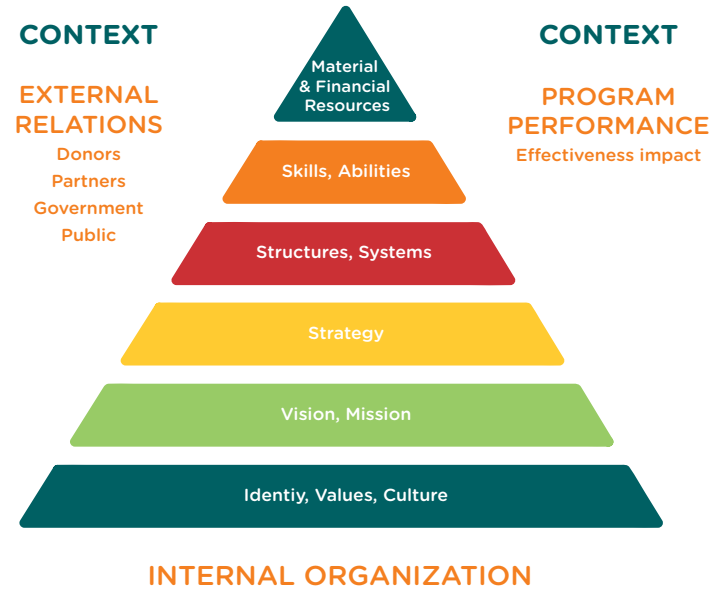 CONTEXT
EXTERNAL
RELATIONS
Donors
Partners
Government
Public
Material
& Financial
Resources
Skills, Abilities
Structures, Systems
Strategy
Vision, Mission
Identiy, Values, Culture
CONTEXT
PROGRAM
PERFORMANCE
Effectiveness impact
INTERNAL ORGANIZATION